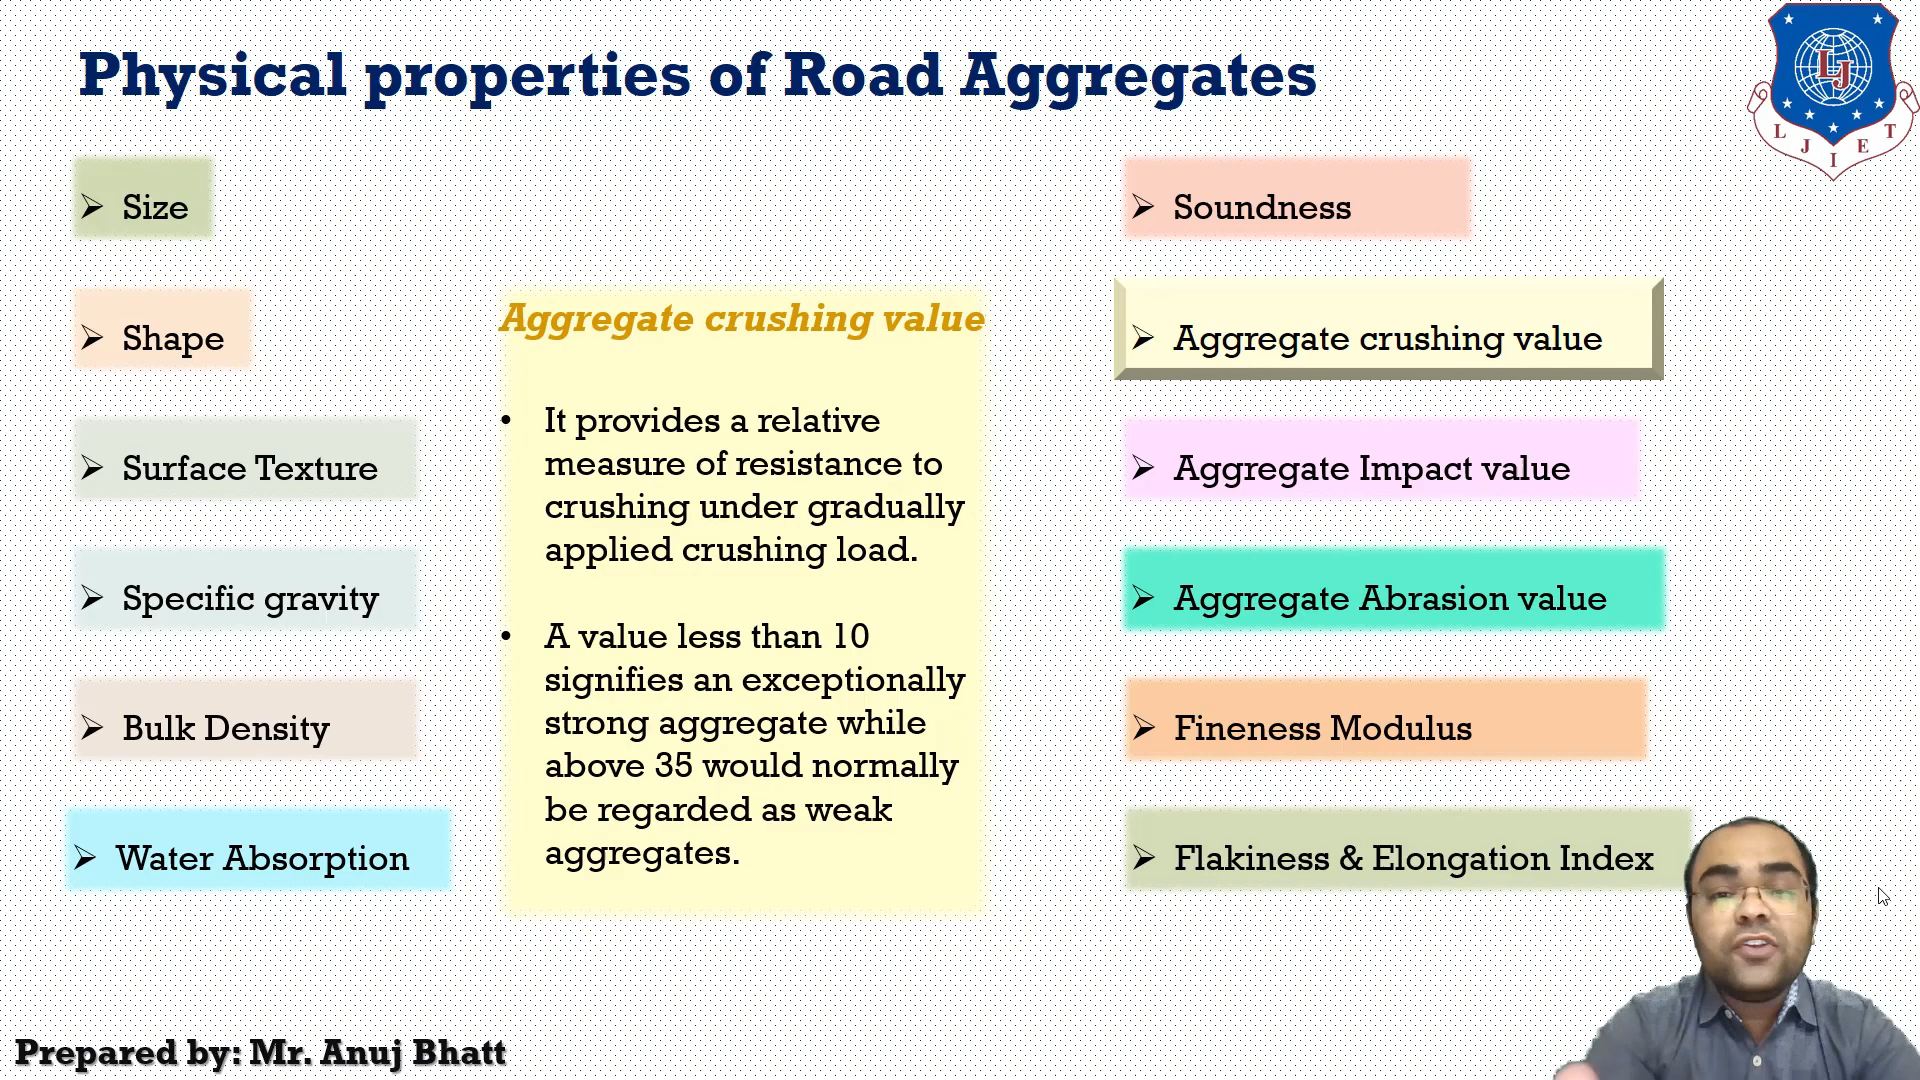 Physical properties of Road Aggregates
LJ
L J I E T
➢ Size
➢ Shape
➢ Surface Texture
➢ Specific gravity
➢ Bulk Density
➢ Water Absorption
Aggregate crushing value
• It provides a relative
measure of resistance to
crushing under gradually
applied crushing load.
• A value less than 10
signifies an exceptionally
strong aggregate while
above 35 would normally
be regarded as weak
aggregates.
➢ Soundness
➢ Aggregate crushing value
➢ Aggregate Impact value
➢ Aggregate Abrasion value
➢ Fineness Modulus
➢ Flakiness & Elongation Index
Prepared by: Mr. Anuj Bhatt